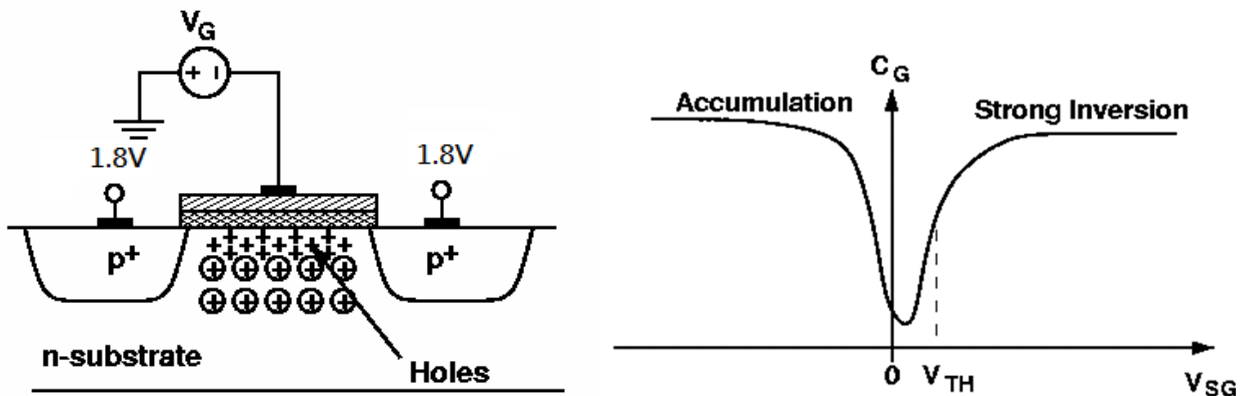 V_G
1.8V
1.8V
p+
p+
n-substrate
Holes
C_G
Accumulation
Strong Inversion
0
V_TH
V_SG